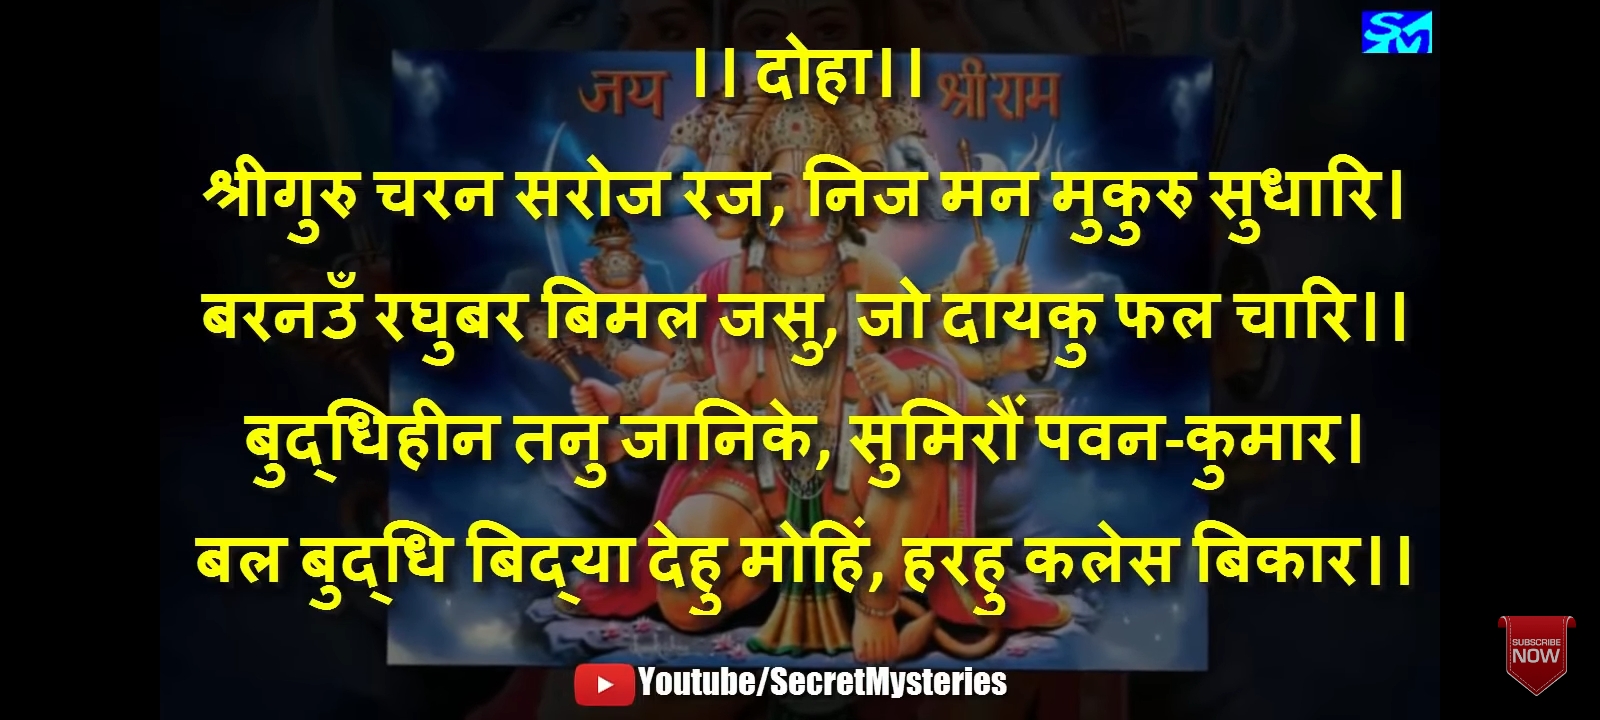 SM
जय ।। दोहा।। श्रीराम
श्रीगुरु चरन सरोज रज, निज मन मुकुरु सुधारि।
बरनउँ रघुबर बिमल जसु, जो दायकु फल चारि।।
बुद्‌धिहीन तनु जानिके, सुमिरौं पवन-कुमार।
बल बुद्‌धि बिद्‌या देहु मोहिं, हरहु कलेस बिकार।।
SUBSCRIBE
NOW
Youtube/SecretMysteries